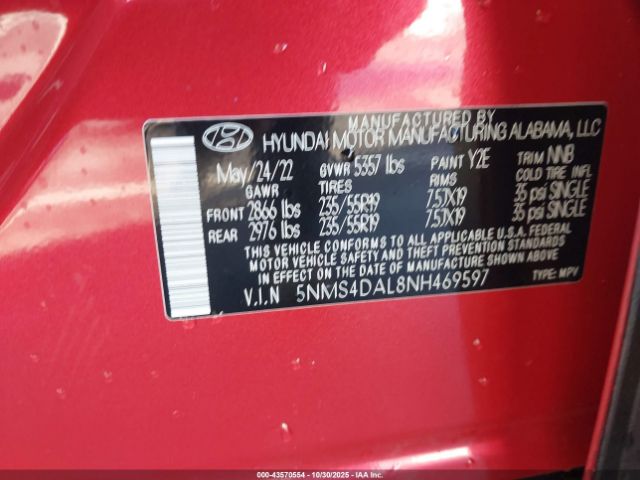 MANUFACTURED BY
HYUNDAI MOTOR MANUFACTURING ALABAMA, LLC
May/24/22 GVWR 5357 lbs PAINT Y2E TRIM NNB
GAWR TIRES RIMS COLD TIRE INFL
FRONT 2866 lbs 235/55R19 7.5JX19 35 psi SINGLE
REAR 2976 lbs 235/55R19 7.5JX19 35 psi SINGLE
THIS VEHICLE CONFORMS TO ALL APPLICABLE U.S.A. FEDERAL
MOTOR VEHICLE SAFETY AND THEFT PREVENTION STANDARDS
IN EFFECT ON THE DATE OF MANUFACTURE SHOWN ABOVE.
V.I.N 5NMS4DAL8NH469597 TYPE: MPV
00-43570554 | 10/30/2025 | IAA Inc.